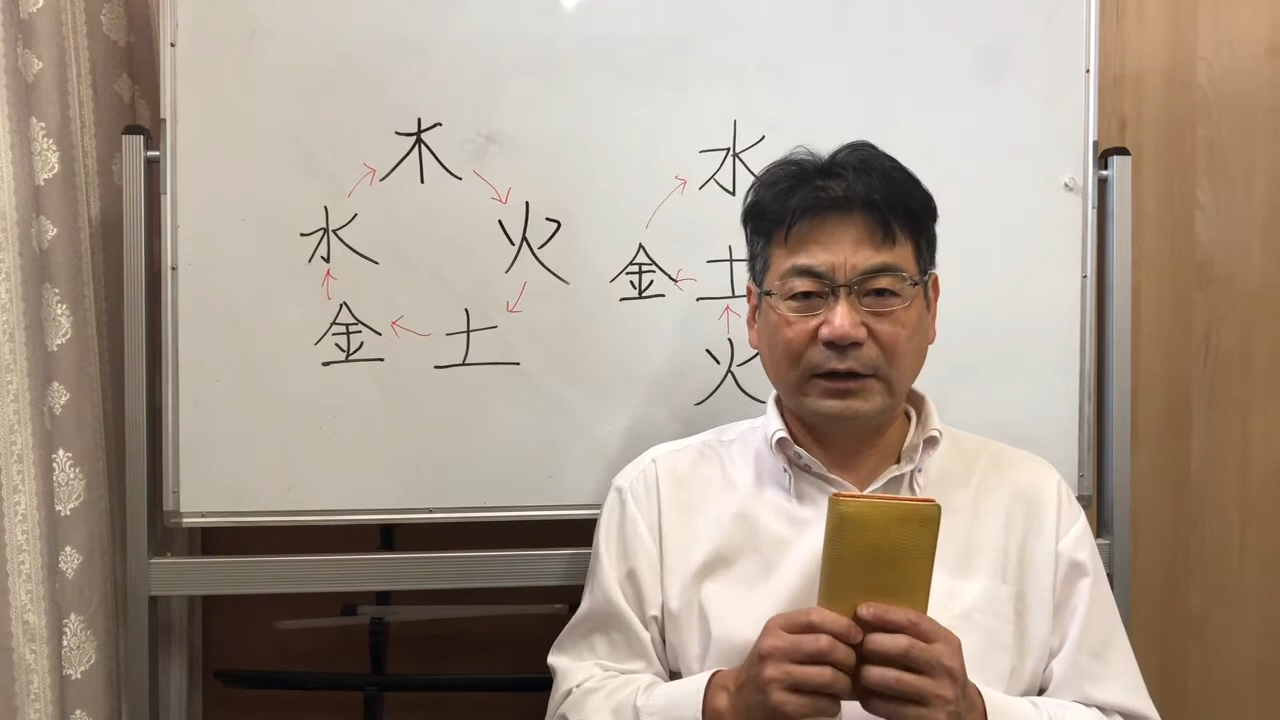 木
水 火
金 土
水
金 土
火